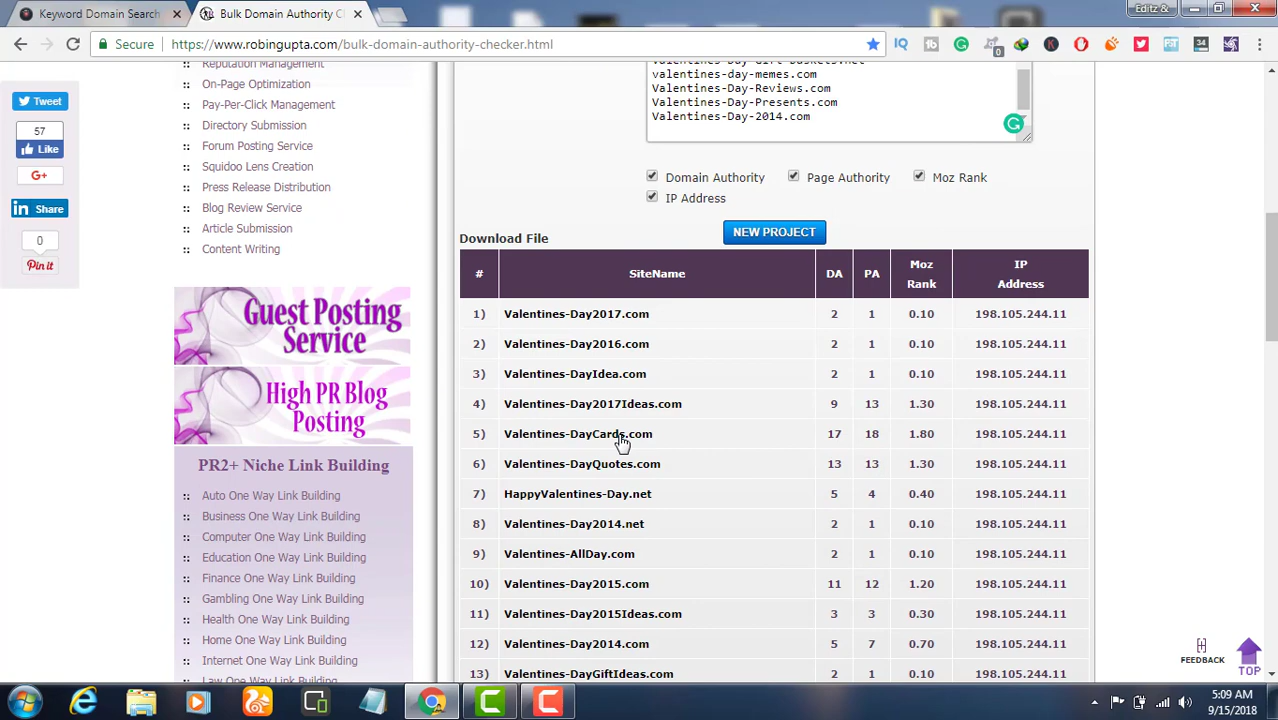 Keyword Domain Search
Bulk Domain Authority C
Editz &
Secure
https://www.robingupta.com/bulk-domain-authority-checker.html
Tweet
57
Like
G+
Share
0
Pin it
Reputation Management
On-Page Optimization
Pay-Per-Click Management
Directory Submission
Forum Posting Service
Squidoo Lens Creation
Press Release Distribution
Blog Review Service
Article Submission
Content Writing
Guest Posting
Service
High PR Blog
Posting
PR2+ Niche Link Building
Auto One Way Link Building
Business One Way Link Building
Computer One Way Link Building
Education One Way Link Building
Finance One Way Link Building
Gambling One Way Link Building
Health One Way Link Building
Home One Way Link Building
Internet One Way Link Building
Law One Way Link Building
Valentines-Day-Gift-Baskets.net
valentines-day-memes.com
Valentines-Day-Reviews.com
Valentines-Day-Presents.com
Valentines-Day-2014.com
Domain Authority Page Authority Moz Rank
IP Address
NEW PROJECT
Download File
# SiteName DA PA Moz Rank IP Address
1) Valentines-Day2017.com 2 1 0.10 198.105.244.11
2) Valentines-Day2016.com 2 1 0.10 198.105.244.11
3) Valentines-DayIdea.com 2 1 0.10 198.105.244.11
4) Valentines-Day2017Ideas.com 9 13 1.30 198.105.244.11
5) Valentines-DayCards.com 17 18 1.80 198.105.244.11
6) Valentines-DayQuotes.com 13 13 1.30 198.105.244.11
7) HappyValentines-Day.net 5 4 0.40 198.105.244.11
8) Valentines-Day2014.net 2 1 0.10 198.105.244.11
9) Valentines-AllDay.com 2 1 0.10 198.105.244.11
10) Valentines-Day2015.com 11 12 1.20 198.105.244.11
11) Valentines-Day2015Ideas.com 3 3 0.30 198.105.244.11
12) Valentines-Day2014.com 5 7 0.70 198.105.244.11
13) Valentines-DayGiftIdeas.com 2 1 0.10 198.105.244.11
FEEDBACK
TOP
5:09 AM
9/15/2018